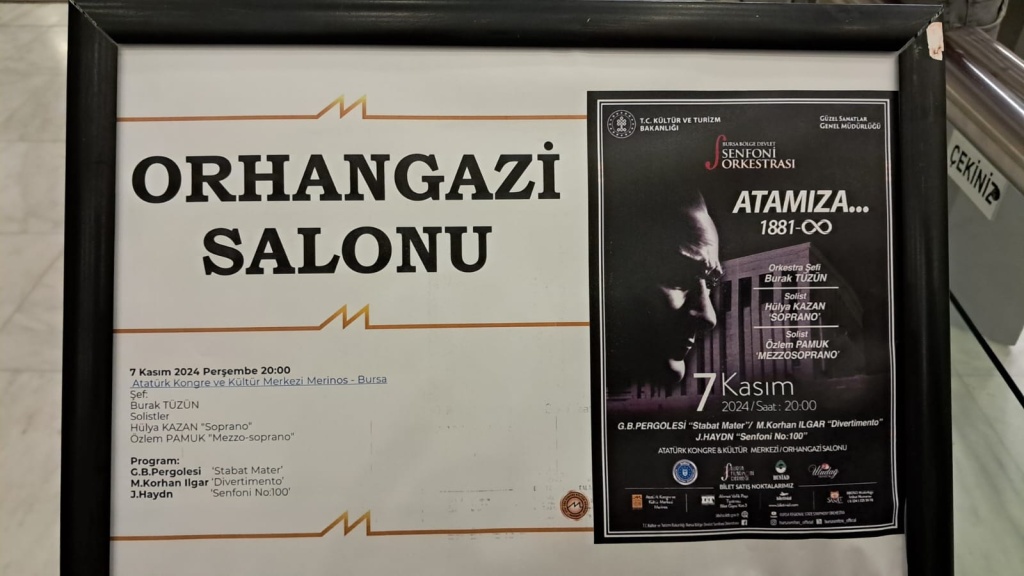 ORHANGAZİ
SALONU
7 Kasım 2024 Perşembe 20:00
Atatürk Kongre ve Kültür Merkezi Merinos - Bursa
Şef:
Burak TÜZÜN
Solistler
Hülya KAZAN "Soprano"
Özlem PAMUK "Mezzo-soprano"
Program:
G.B.Pergolesi 'Stabat Mater'
M.Korhan Ilgar 'Divertimento'
J.Haydn 'Senfoni No:100'
T.C. KÜLTÜR VE TURİZM
BAKANLIĞI
GÜZEL SANATLAR
GENEL MÜDÜRLÜĞÜ
BURSA BÖLGE DEVLET
SENFONİ
ORKESTRASI
ATAMIZA...
1881-∞
Orkestra Şefi
Burak TÜZÜN
Solist
Hülya KAZAN
'SOPRANO'
Solist
Özlem PAMUK
'MEZZOSOPRANO'
7 Kasım
2024 / Saat : 20:00
G.B.PERGOLESI "Stabat Mater"/ M.Korhan ILGAR "Divertimento"
J.HAYDN "Senfoni No:100"
ATATÜRK KONGRE & KÜLTÜR MERKEZİ / ORHANGAZİ SALONU
Uludağ
BİLET SATIŞ NOKTALARIMIZ
ÇEKİNİZ